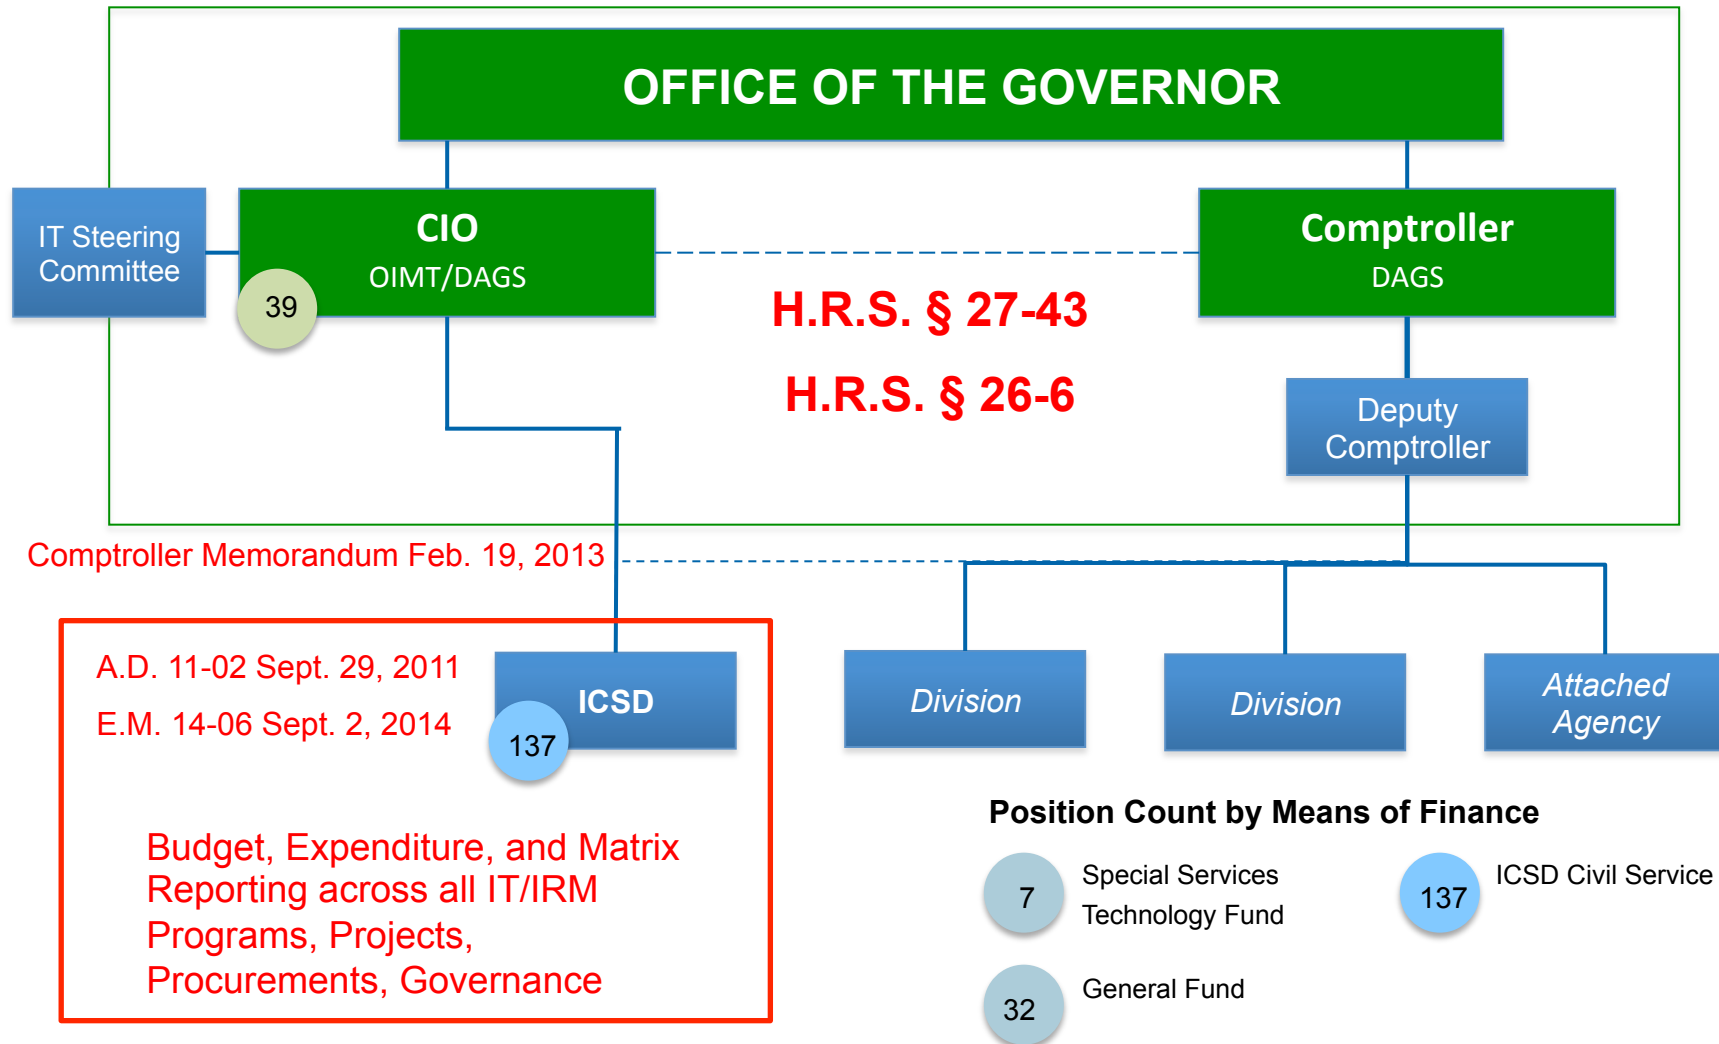 OFFICE OF THE GOVERNOR
IT Steering
Committee
CIO
OIMT/DAGS
39
Comptroller
DAGS
H.R.S. § 27-43
H.R.S. § 26-6
Deputy
Comptroller
Comptroller Memorandum Feb. 19, 2013
A.D. 11-02 Sept. 29, 2011
E.M. 14-06 Sept. 2, 2014
ICSD
137
Budget, Expenditure, and Matrix
Reporting across all IT/IRM
Programs, Projects,
Procurements, Governance
Division
Division
Attached
Agency
Position Count by Means of Finance
7
Special Services
Technology Fund
137
ICSD Civil Service
32
General Fund